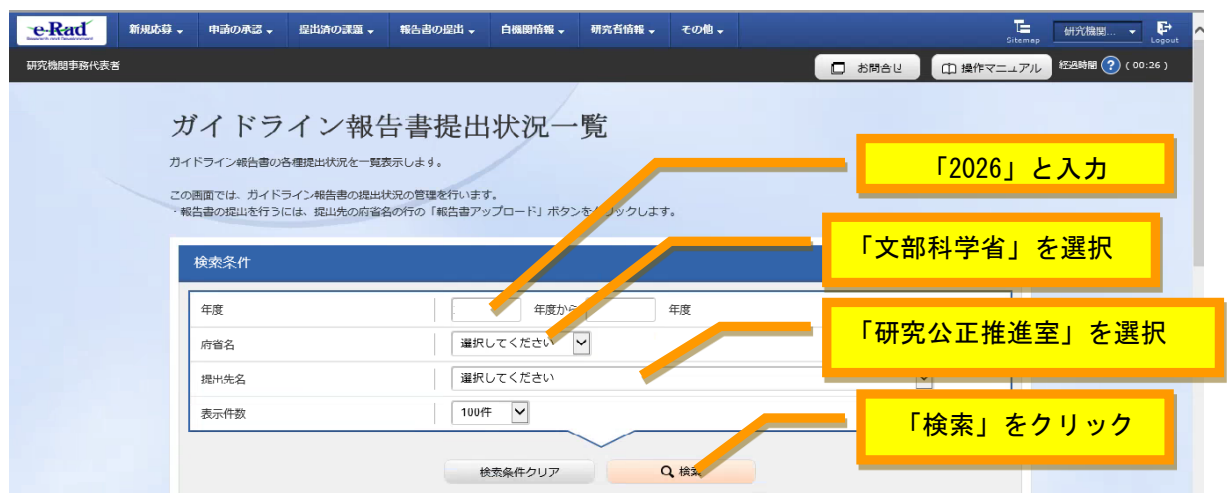 e-Rad 新規応募 申請の承認 提出済の課題 報告書の提出 自機関情報 研究者情報 その他 Sitemap 研究機関... Logout
研究機関事務代表者 お問合せ 操作マニュアル 経過時間 ? ( 00:26 )
ガイドライン報告書提出状況一覧
ガイドライン報告書の各種提出状況を一覧表示します。
「2026」と入力
この画面では、ガイドライン報告書の提出状況の管理を行います。
・報告書の提出を行うには、提出先の府省名の行の「報告書アップロード」ボタンをクリックします。
「文部科学省」を選択
検索条件
年度 年度から 年度
「研究公正推進室」を選択
府省名 選択してください
提出先名 選択してください
表示件数 100件
「検索」をクリック
検索条件クリア 検索